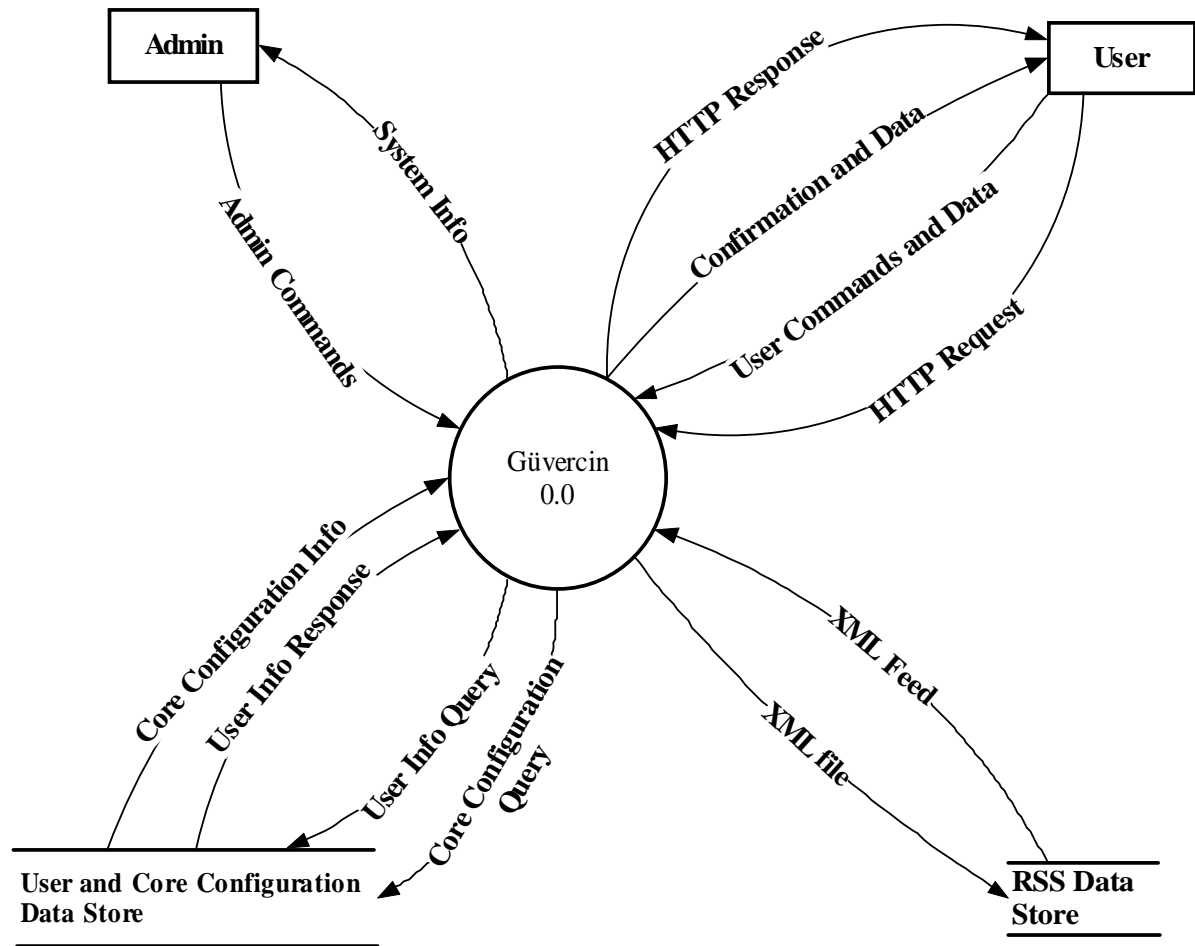 Admin
User
HTTP Response
System Info
Confirmation and Data
Admin Commands
User Commands and Data
HTTP Request
Güvercin
0.0
Core Configuration Info
User Info Response
User Info Query
Core Configuration
Query
XML Feed
XML file
User and Core Configuration
Data Store
RSS Data
Store